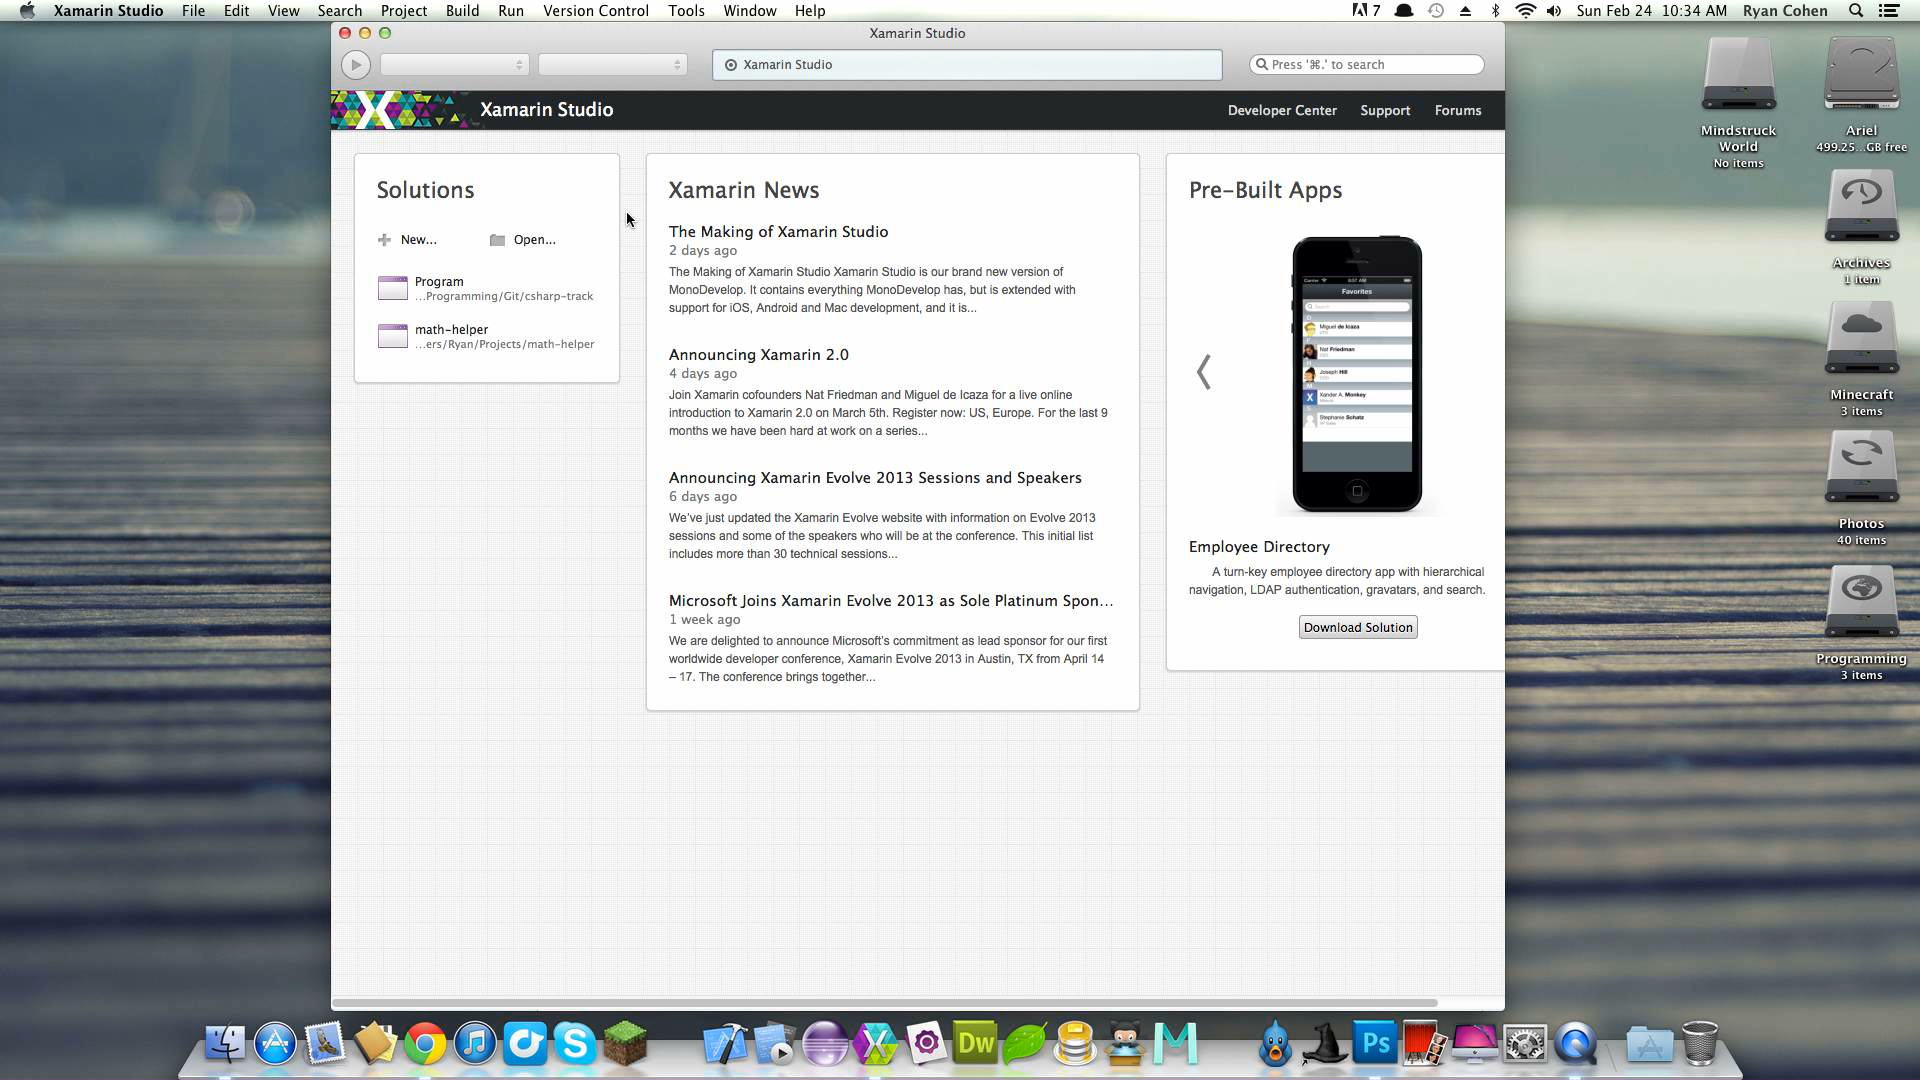 Xamarin Studio File Edit View Search Project Build Run Version Control Tools Window Help
7 Sun Feb 24 10:34 AM Ryan Cohen
Xamarin Studio
Xamarin Studio
Press '⌘.' to search
Xamarin Studio
Developer Center Support Forums
Solutions
New... Open...
Program
...Programming/Git/csharp-track
math-helper
...ers/Ryan/Projects/math-helper
Xamarin News
The Making of Xamarin Studio
2 days ago
The Making of Xamarin Studio Xamarin Studio is our brand new version of
MonoDevelop. It contains everything MonoDevelop has, but is extended with
support for iOS, Android and Mac development, and it is...
Announcing Xamarin 2.0
4 days ago
Join Xamarin cofounders Nat Friedman and Miguel de Icaza for a live online
introduction to Xamarin 2.0 on March 5th. Register now: US, Europe. For the last 9
months we have been hard at work on a series...
Announcing Xamarin Evolve 2013 Sessions and Speakers
6 days ago
We've just updated the Xamarin Evolve website with information on Evolve 2013
sessions and some of the speakers who will be at the conference. This initial list
includes more than 30 technical sessions...
Microsoft Joins Xamarin Evolve 2013 as Sole Platinum Spon...
1 week ago
We are delighted to announce Microsoft's commitment as lead sponsor for our first
worldwide developer conference, Xamarin Evolve 2013 in Austin, TX from April 14
– 17. The conference brings together...
Pre-Built Apps
Favorites
Miguel de Icaza
Nat Friedman
Joseph Hill
Xander A. Monkey
Stephanie Schatz
Employee Directory
A turn-key employee directory app with hierarchical
navigation, LDAP authentication, gravatars, and search.
Download Solution
Mindstruck
World
No items
Ariel
499.25...GB free
Archives
1 item
Minecraft
3 items
Photos
40 items
Programming
3 items
Dw
Ps